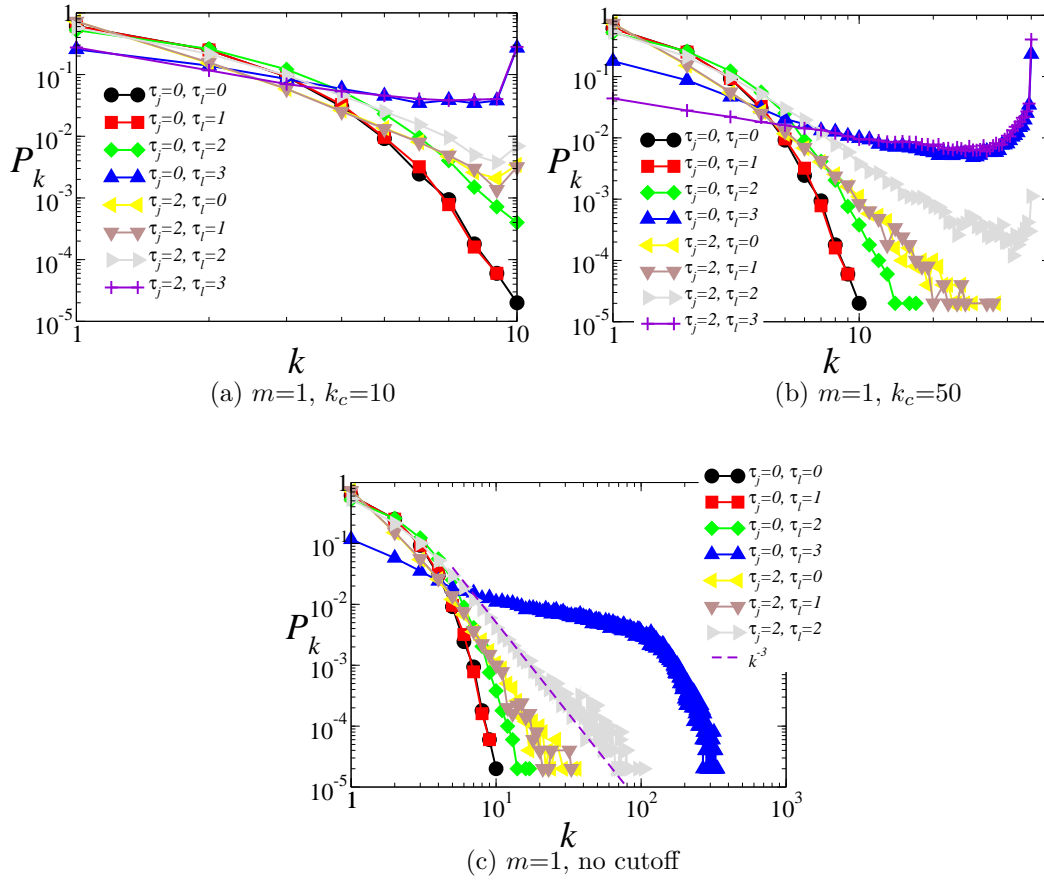 1
10^-1
10^-2
10^-3
10^-4
10^-5
P_k
τ_j=0, τ_l=0
τ_j=0, τ_l=1
τ_j=0, τ_l=2
τ_j=0, τ_l=3
τ_j=2, τ_l=0
τ_j=2, τ_l=1
τ_j=2, τ_l=2
τ_j=2, τ_l=3
1 10
k
(a) m=1, k_c=10
1
10^-1
10^-2
10^-3
10^-4
10^-5
P_k
τ_j=0, τ_l=0
τ_j=0, τ_l=1
τ_j=0, τ_l=2
τ_j=0, τ_l=3
τ_j=2, τ_l=0
τ_j=2, τ_l=1
τ_j=2, τ_l=2
τ_j=2, τ_l=3
1 10
k
(b) m=1, k_c=50
1
10^-1
10^-2
10^-3
10^-4
10^-5
P_k
τ_j=0, τ_l=0
τ_j=0, τ_l=1
τ_j=0, τ_l=2
τ_j=0, τ_l=3
τ_j=2, τ_l=0
τ_j=2, τ_l=1
τ_j=2, τ_l=2
k^-3
1 10^1 10^2 10^3
k
(c) m=1, no cutoff